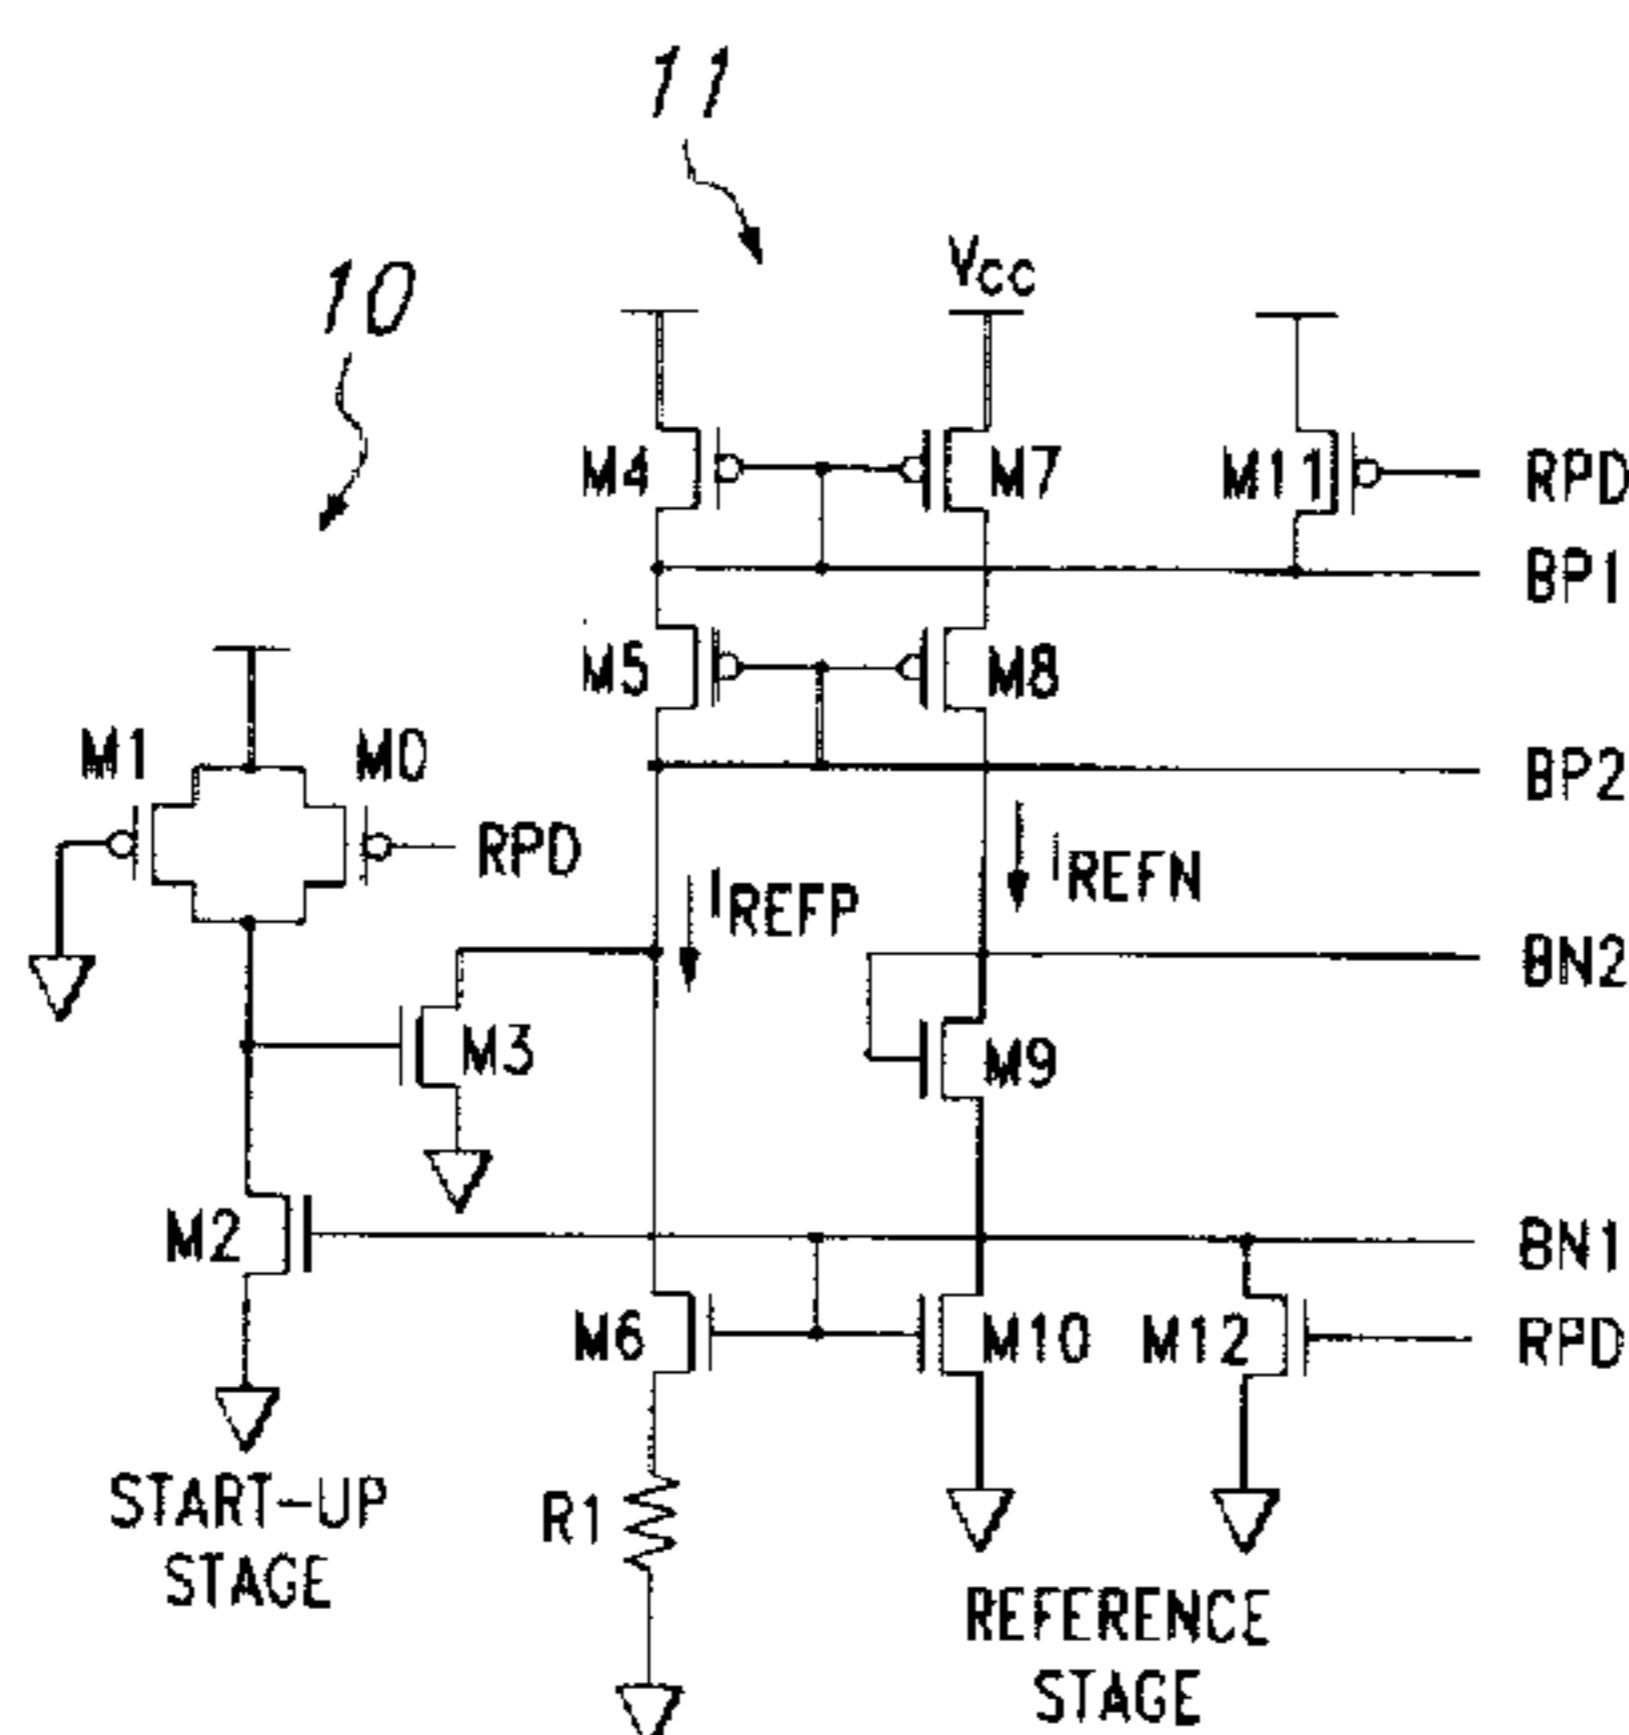 11
10
VCC
M4
M7
M11
RPD
BP1
M5
M8
M1
M0
BP2
RPD
IREFP
IREFN
BN2
M3
M9
M2
BN1
M6
M10
M12
RPD
START-UP
STAGE
R1
REFERENCE
STAGE